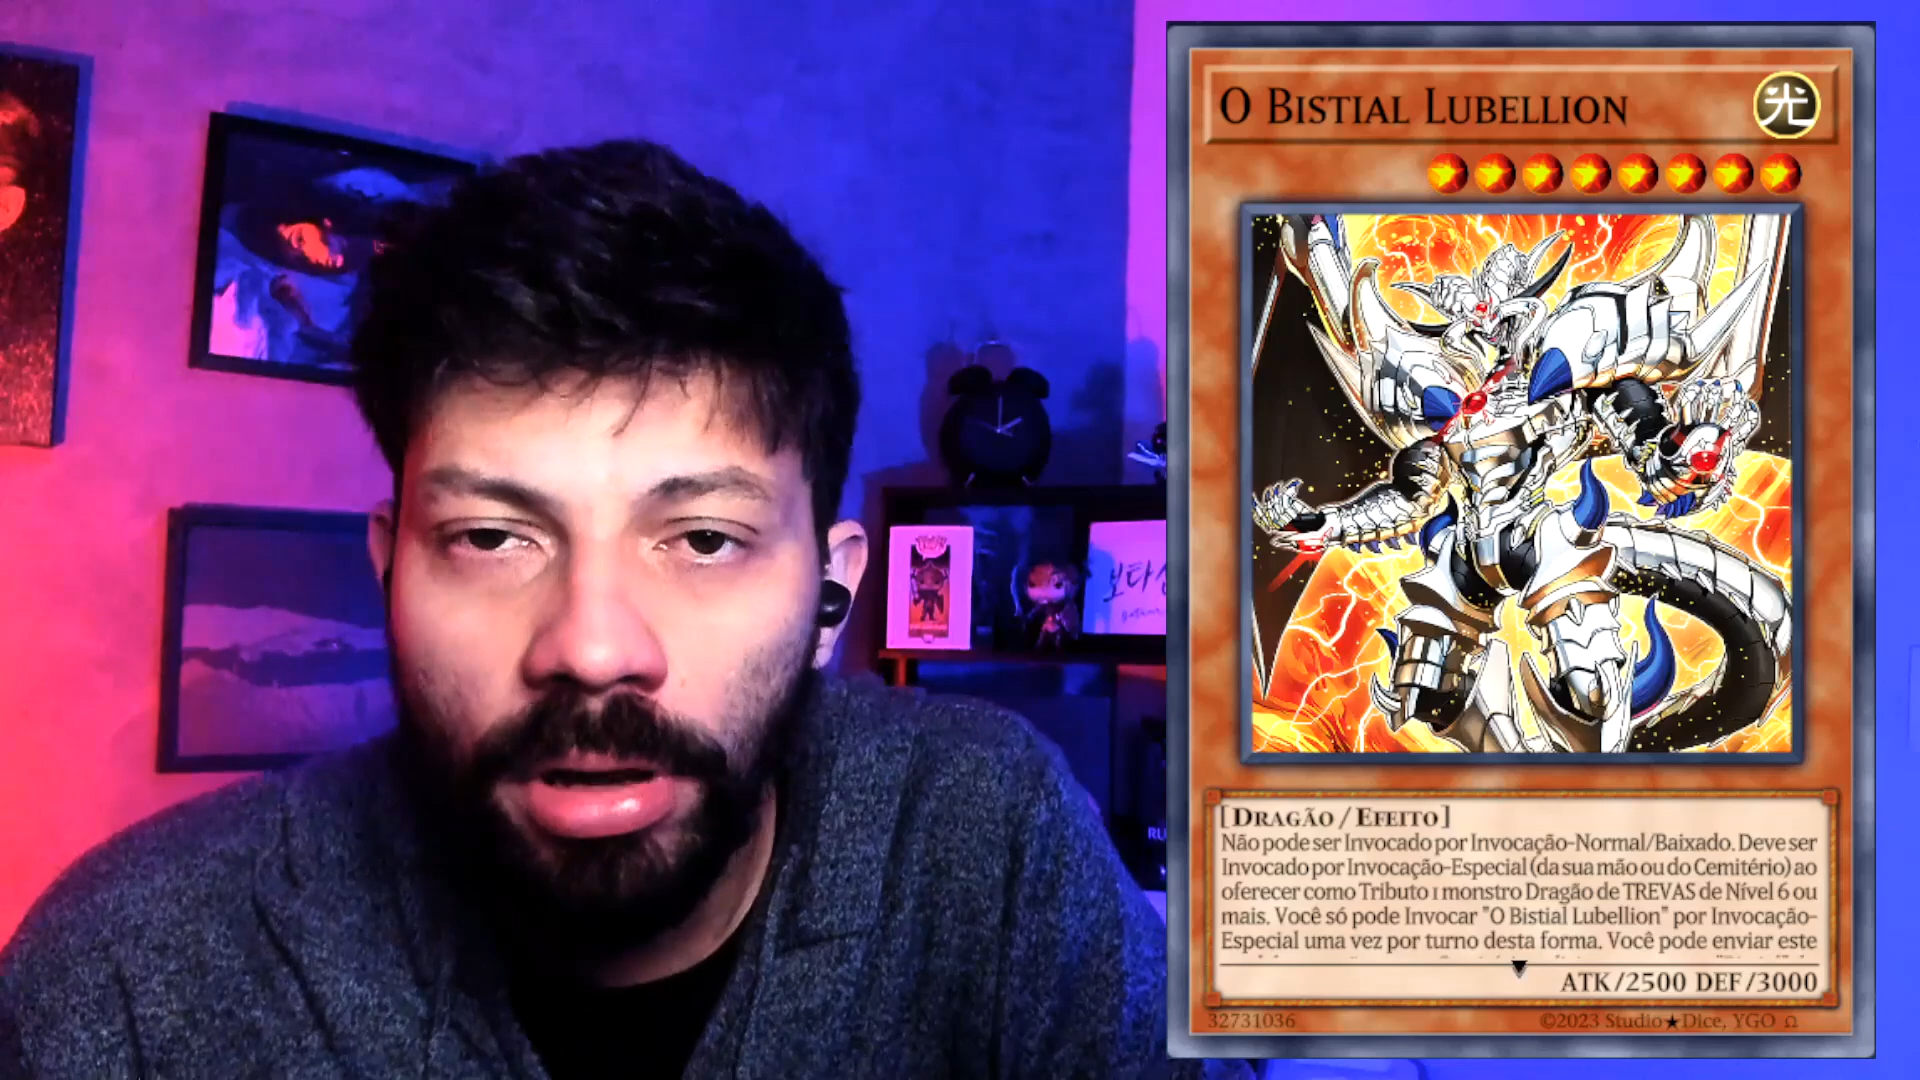 O BISTIAL LUBELLION
光
[DRAGÃO / EFEITO]
Não pode ser Invocado por Invocação-Normal/Baixado. Deve ser
Invocado por Invocação-Especial (da sua mão ou do Cemitério) ao
oferecer como Tributo 1 monstro Dragão de TREVAS de Nível 6 ou
mais. Você só pode Invocar "O Bistial Lubellion" por Invocação-
Especial uma vez por turno desta forma. Você pode enviar este
ATK/2500 DEF/3000
32731036
©2023 Studio★Dice, YGO Ω
보타
RU